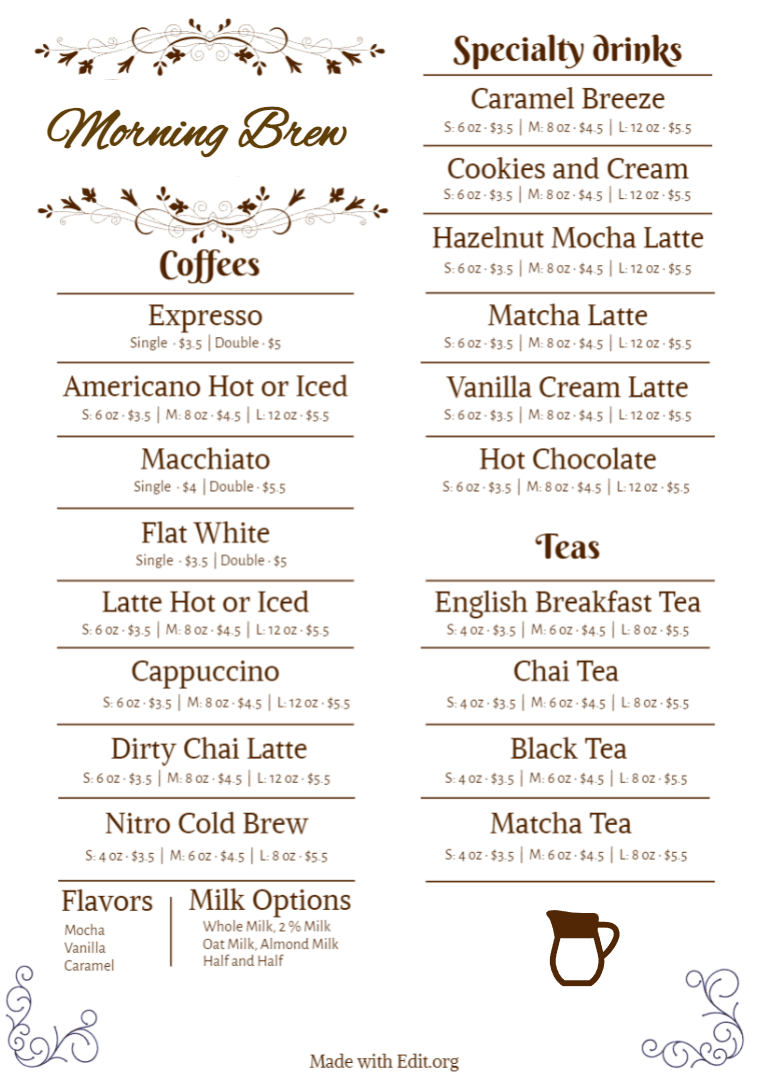 Morning Brew
Coffees
Expresso
Single · $3.5 | Double · $5
Americano Hot or Iced
S: 6 oz · $3.5 | M: 8 oz · $4.5 | L: 12 oz · $5.5
Macchiato
Single · $4 | Double · $5.5
Flat White
Single · $3.5 | Double · $5
Latte Hot or Iced
S: 6 oz · $3.5 | M: 8 oz · $4.5 | L: 12 oz · $5.5
Cappuccino
S: 6 oz · $3.5 | M: 8 oz · $4.5 | L: 12 oz · $5.5
Dirty Chai Latte
S: 6 oz · $3.5 | M: 8 oz · $4.5 | L: 12 oz · $5.5
Nitro Cold Brew
S: 4 oz · $3.5 | M: 6 oz · $4.5 | L: 8 oz · $5.5
Flavors
Mocha
Vanilla
Caramel
Milk Options
Whole Milk, 2 % Milk
Oat Milk, Almond Milk
Half and Half
Specialty drinks
Caramel Breeze
S: 6 oz · $3.5 | M: 8 oz · $4.5 | L: 12 oz · $5.5
Cookies and Cream
S: 6 oz · $3.5 | M: 8 oz · $4.5 | L: 12 oz · $5.5
Hazelnut Mocha Latte
S: 6 oz · $3.5 | M: 8 oz · $4.5 | L: 12 oz · $5.5
Matcha Latte
S: 6 oz · $3.5 | M: 8 oz · $4.5 | L: 12 oz · $5.5
Vanilla Cream Latte
S: 6 oz · $3.5 | M: 8 oz · $4.5 | L: 12 oz · $5.5
Hot Chocolate
S: 6 oz · $3.5 | M: 8 oz · $4.5 | L: 12 oz · $5.5
Teas
English Breakfast Tea
S: 4 oz · $3.5 | M: 6 oz · $4.5 | L: 8 oz · $5.5
Chai Tea
S: 4 oz · $3.5 | M: 6 oz · $4.5 | L: 8 oz · $5.5
Black Tea
S: 4 oz · $3.5 | M: 6 oz · $4.5 | L: 8 oz · $5.5
Matcha Tea
S: 4 oz · $3.5 | M: 6 oz · $4.5 | L: 8 oz · $5.5
Made with Edit.org